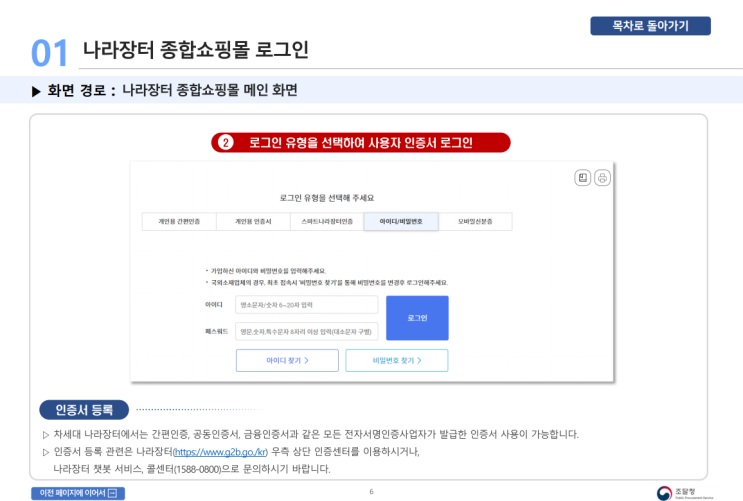 목차로 돌아가기
01 나라장터 종합쇼핑몰 로그인
▶ 화면 경로 : 나라장터 종합쇼핑몰 메인 화면
2 로그인 유형을 선택하여 사용자 인증서 로그인
로그인 유형을 선택해 주세요
개인용 간편인증 개인용 인증서 스마트나라장터인증 아이디/비밀번호 모바일신분증
• 가입하신 아이디와 비밀번호를 입력해주세요.
• 국외소재업체의 경우, 최초 접속시 '비밀번호 찾기'를 통해 비밀번호를 변경후 로그인해주세요.
아이디 영소문자/숫자 6~20자 입력
로그인
패스워드 영문,숫자,특수문자 8자리 이상 입력(대소문자 구별)
아이디 찾기 > 비밀번호 찾기 >
인증서 등록
▷ 차세대 나라장터에서는 간편인증, 공동인증서, 금융인증서과 같은 모든 전자서명인증사업자가 발급한 인증서 사용이 가능합니다.
▷ 인증서 등록 관련은 나라장터(https://www.g2b.go./kr) 우측 상단 인증센터를 이용하시거나,
나라장터 챗봇 서비스, 콜센터(1588-0800)으로 문의하시기 바랍니다.
이전 페이지에 이어서
6
조달청
Public Procurement Service